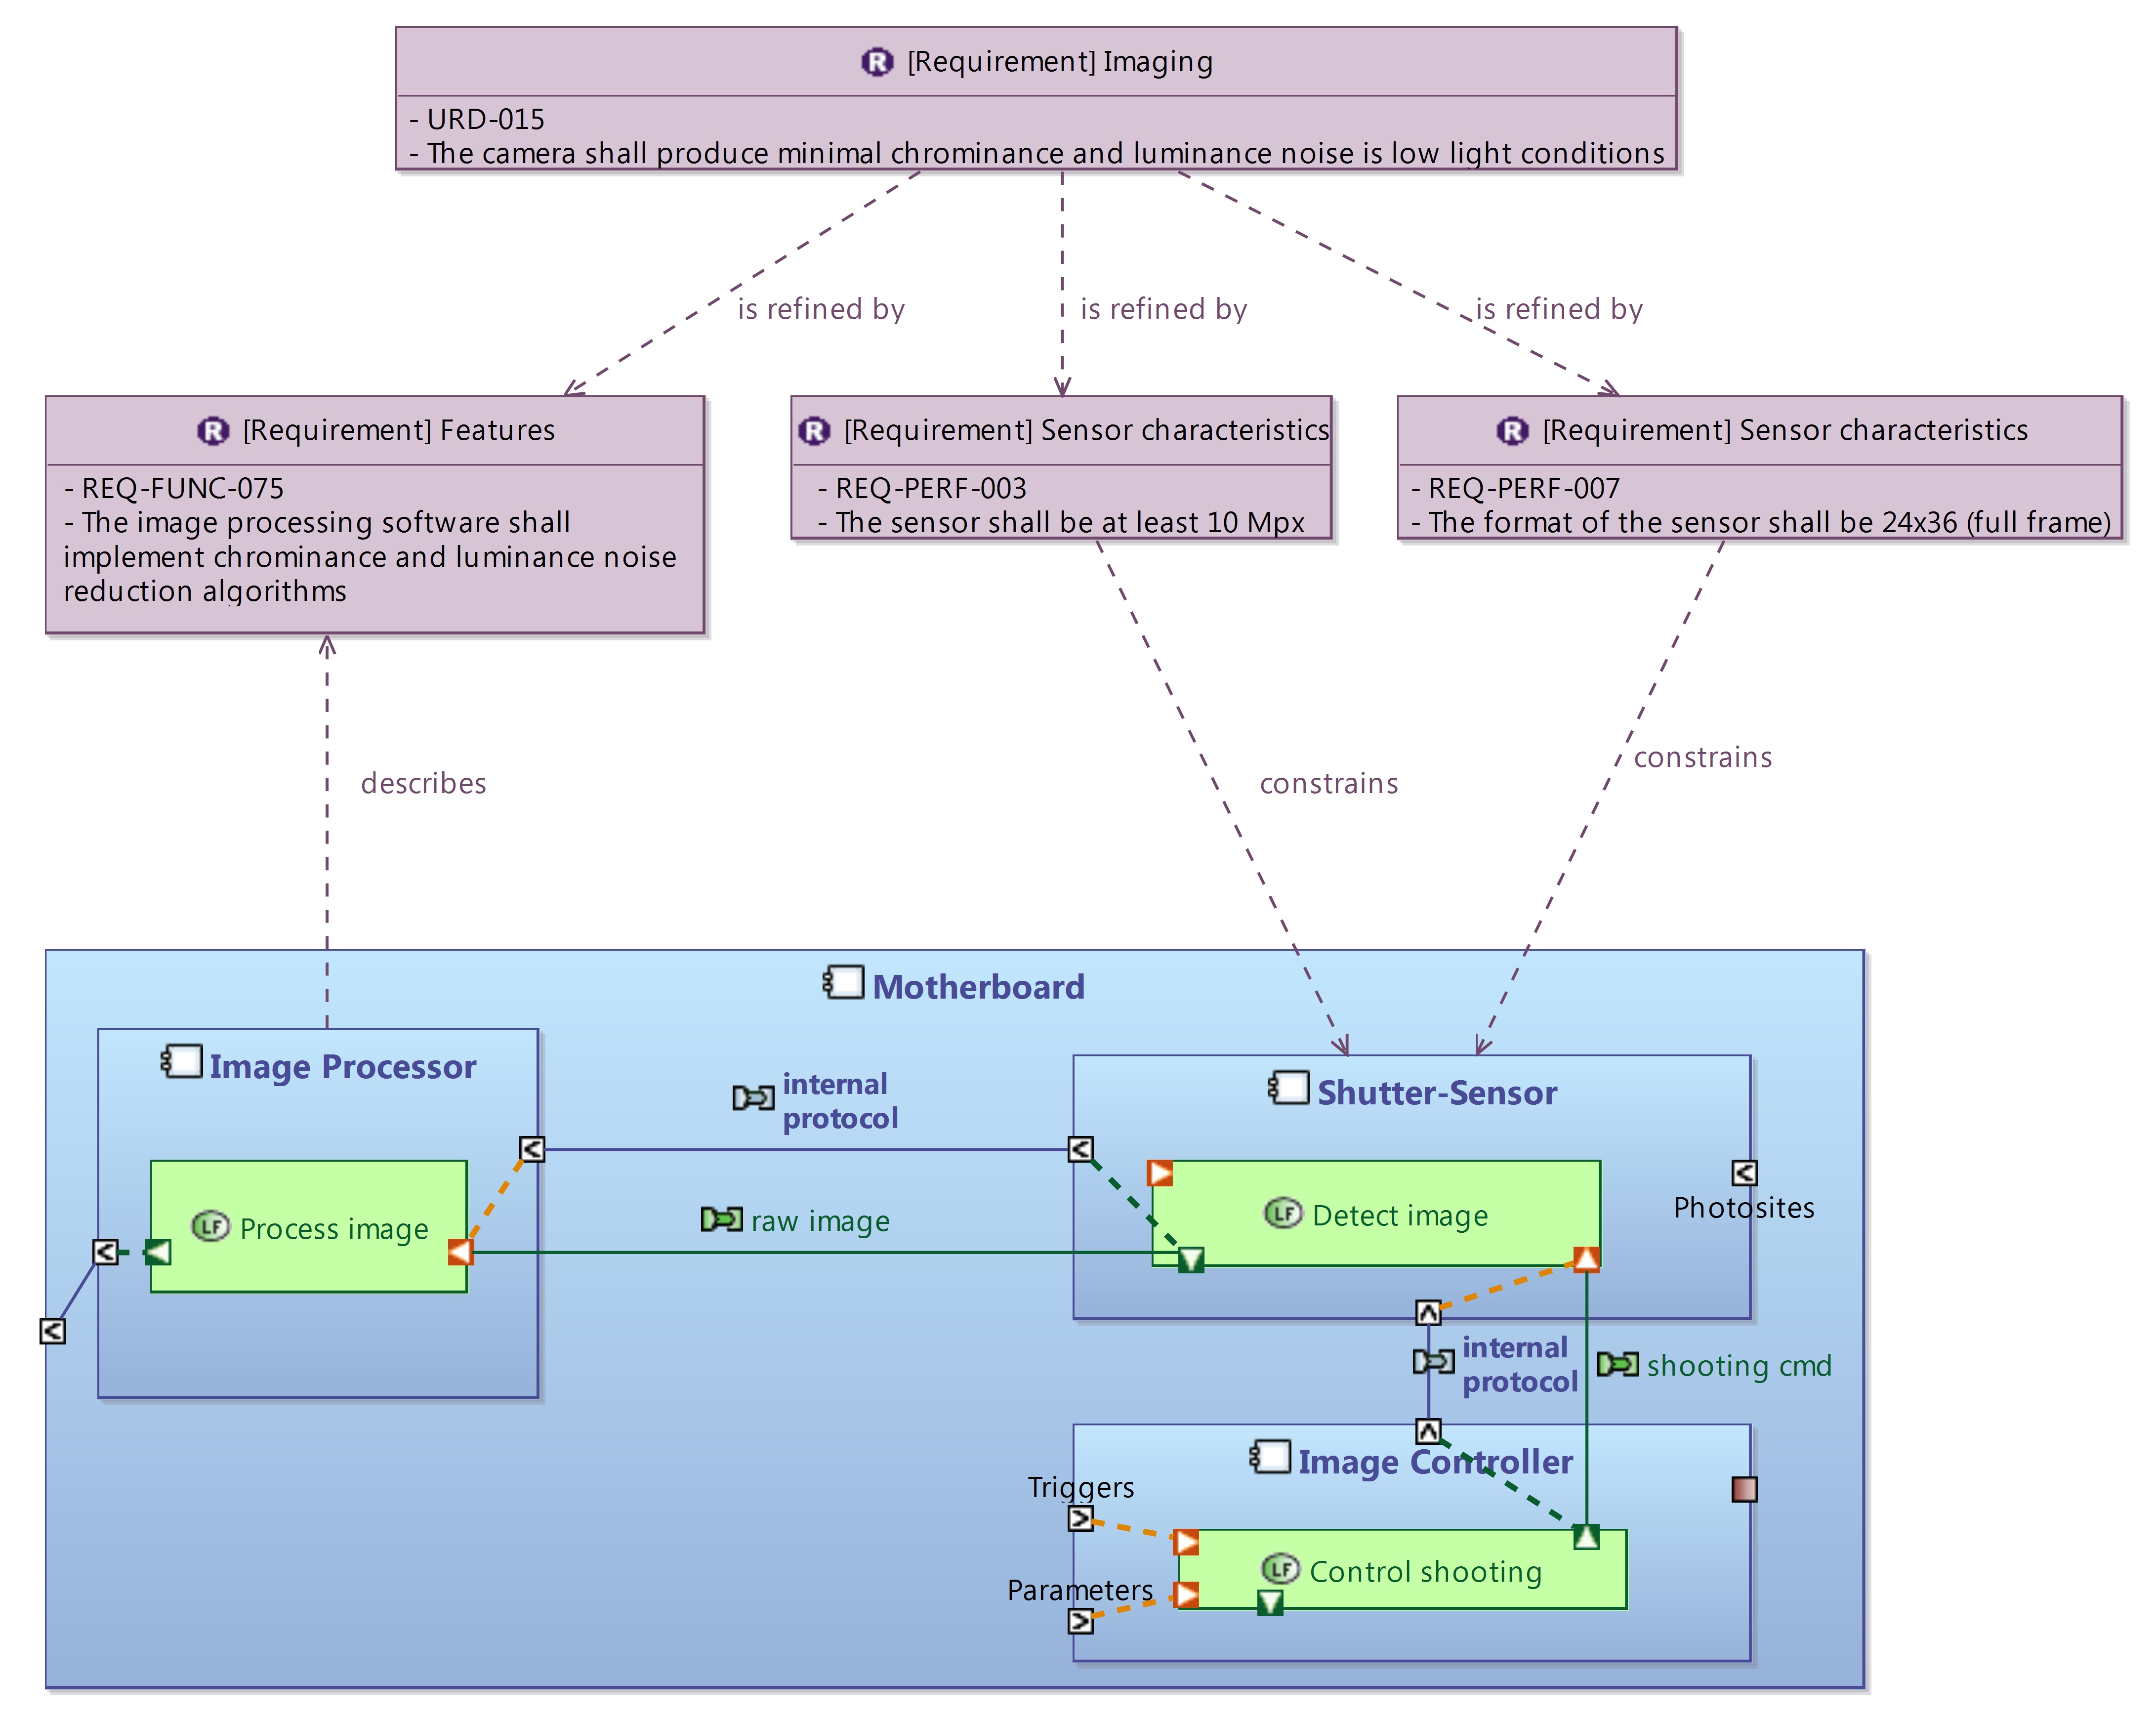 [Requirement] Imaging
- URD-015
- The camera shall produce minimal chrominance and luminance noise is low light conditions
is refined by
is refined by
is refined by
[Requirement] Features
- REQ-FUNC-075
- The image processing software shall
implement chrominance and luminance noise
reduction algorithms
[Requirement] Sensor characteristics
- REQ-PERF-003
- The sensor shall be at least 10 Mpx
[Requirement] Sensor characteristics
- REQ-PERF-007
- The format of the sensor shall be 24x36 (full frame)
describes
constrains
constrains
Motherboard
Image Processor
LF Process image
internal
protocol
raw image
Shutter-Sensor
LF Detect image
Photosites
internal
protocol
shooting cmd
Image Controller
Triggers
Parameters
LF Control shooting